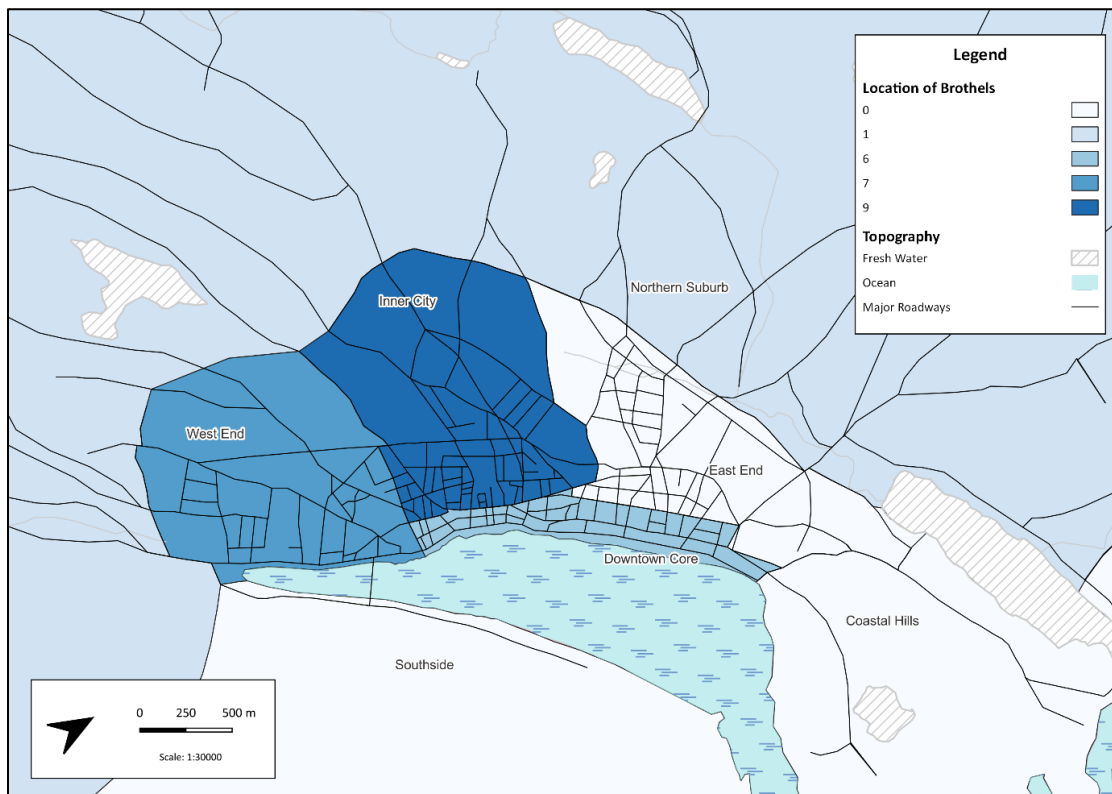 Legend
Location of Brothels
0
1
6
7
9
Topography
Fresh Water
Ocean
Major Roadways
Northern Suburb
Inner City
West End
East End
Downtown Core
Coastal Hills
Southside
0 250 500 m
Scale: 1:30000